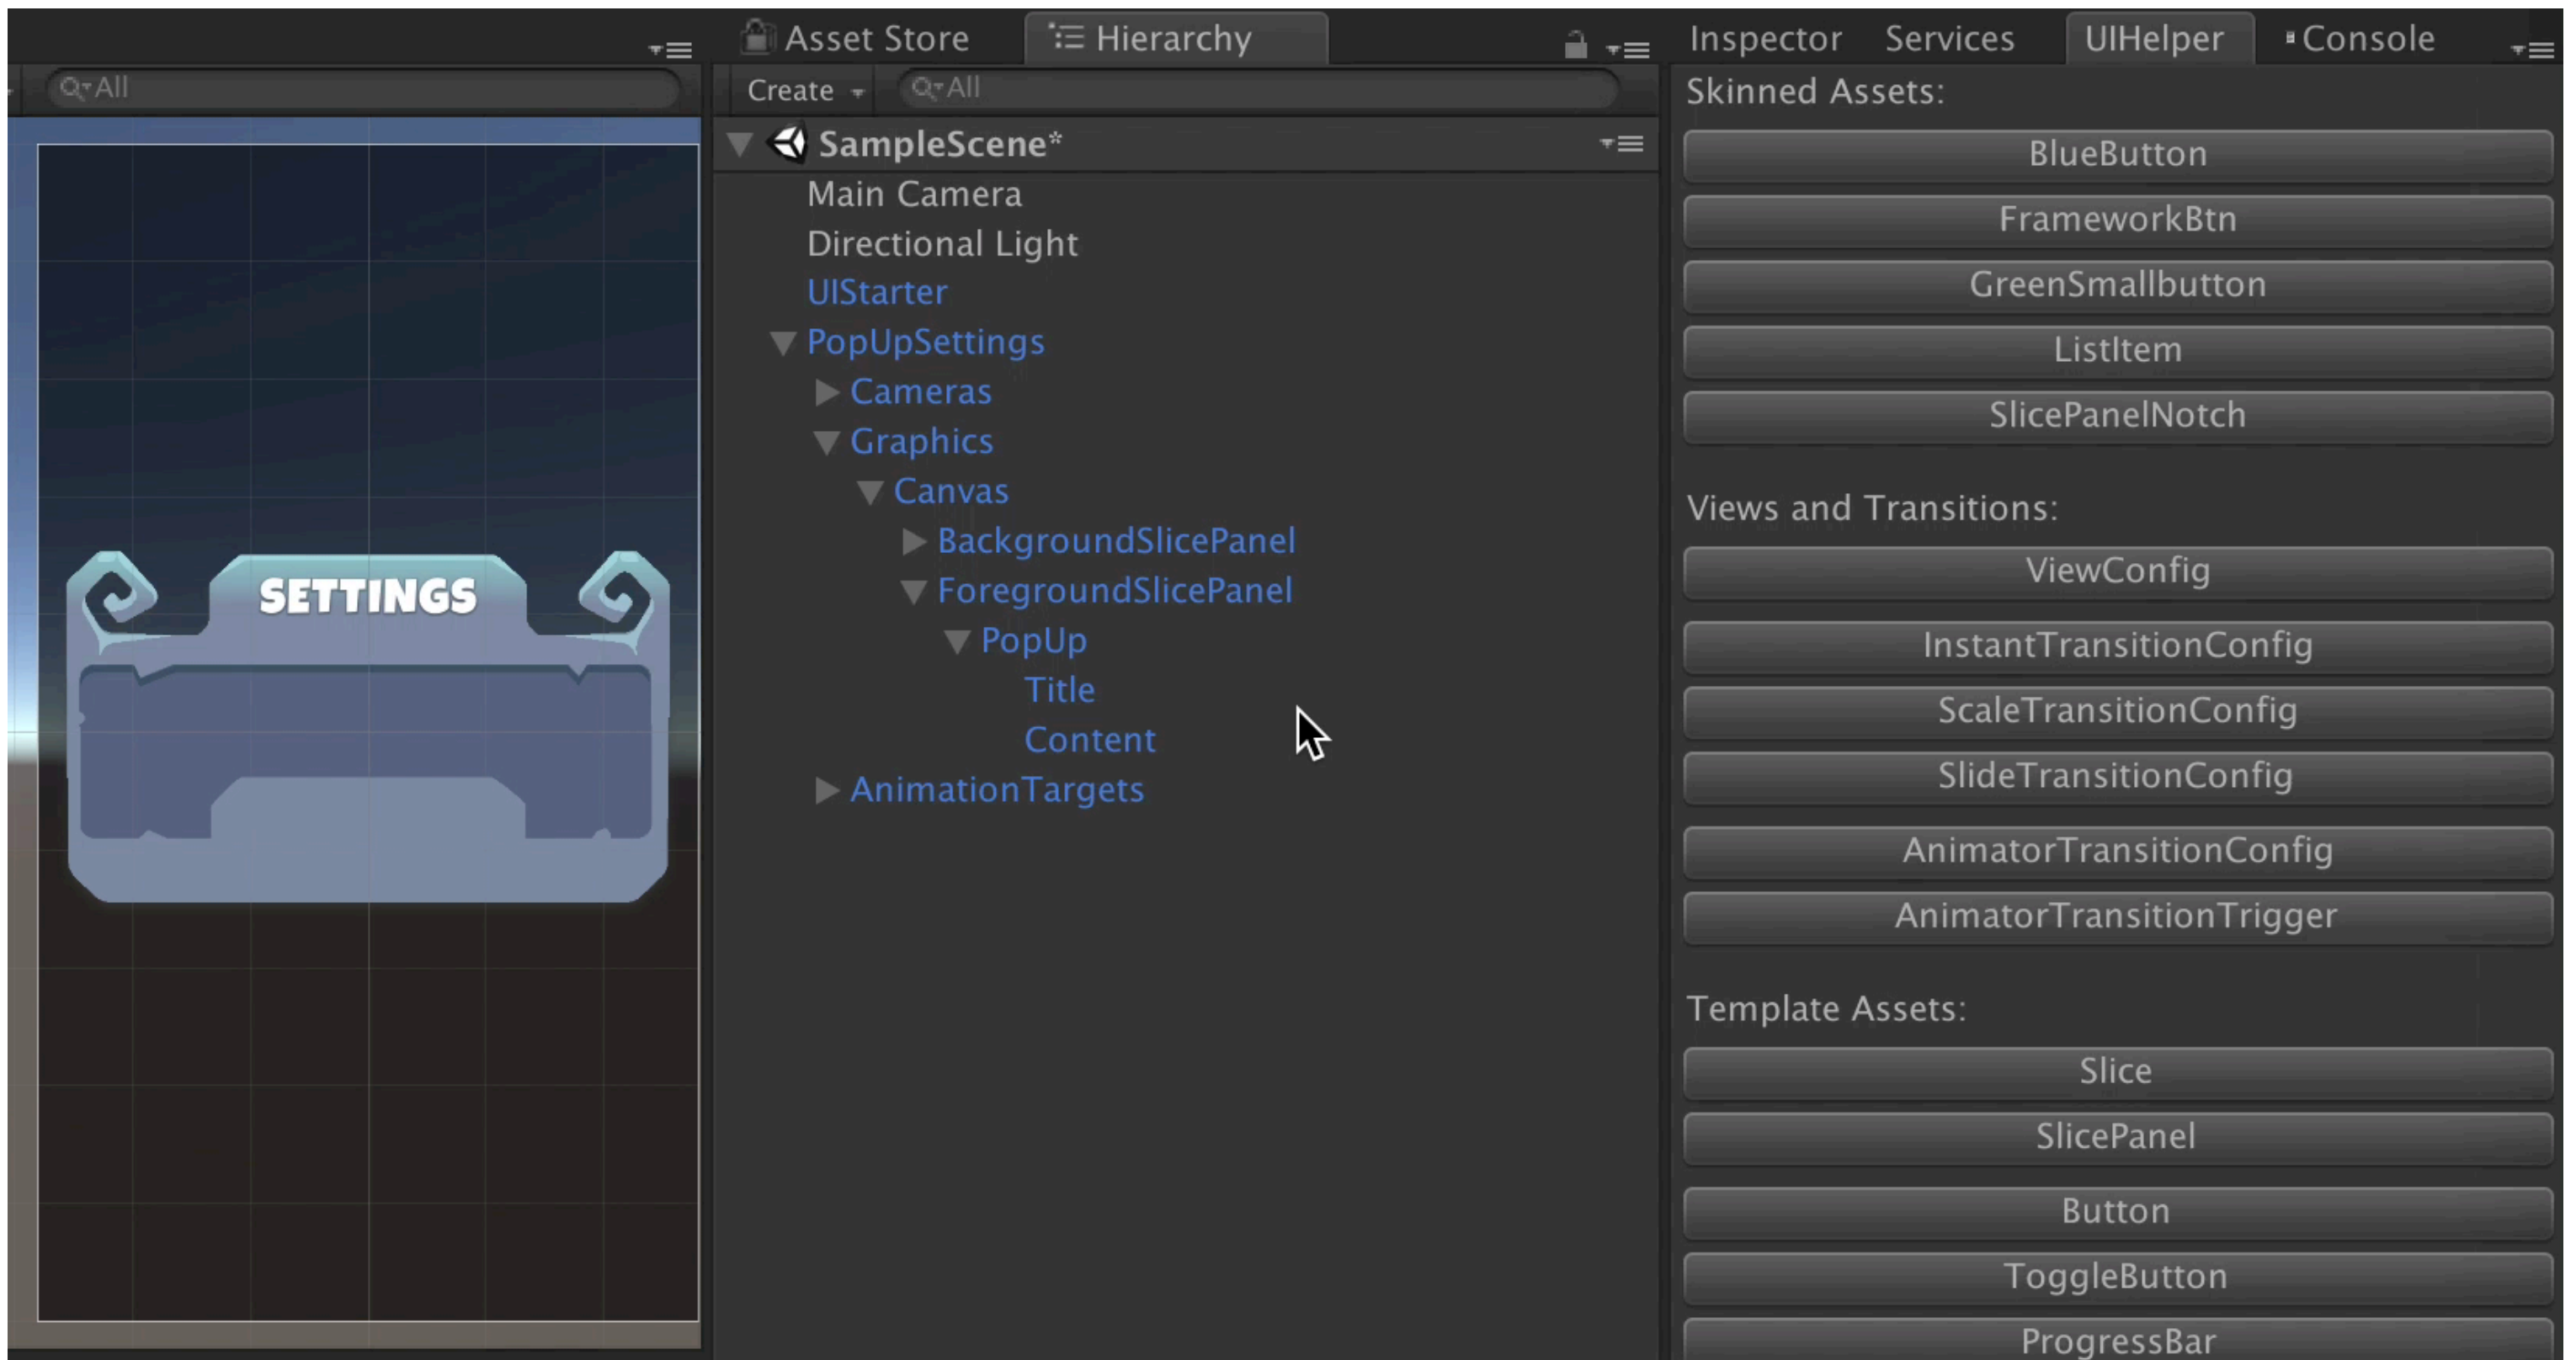 All
SETTINGS
Asset Store
Hierarchy
Create
All
SampleScene*
Main Camera
Directional Light
UIStarter
PopUpSettings
Cameras
Graphics
Canvas
BackgroundSlicePanel
ForegroundSlicePanel
PopUp
Title
Content
AnimationTargets
Inspector
Services
UIHelper
Console
Skinned Assets:
BlueButton
FrameworkBtn
GreenSmallbutton
ListItem
SlicePanelNotch
Views and Transitions:
ViewConfig
InstantTransitionConfig
ScaleTransitionConfig
SlideTransitionConfig
AnimatorTransitionConfig
AnimatorTransitionTrigger
Template Assets:
Slice
SlicePanel
Button
ToggleButton
ProgressBar